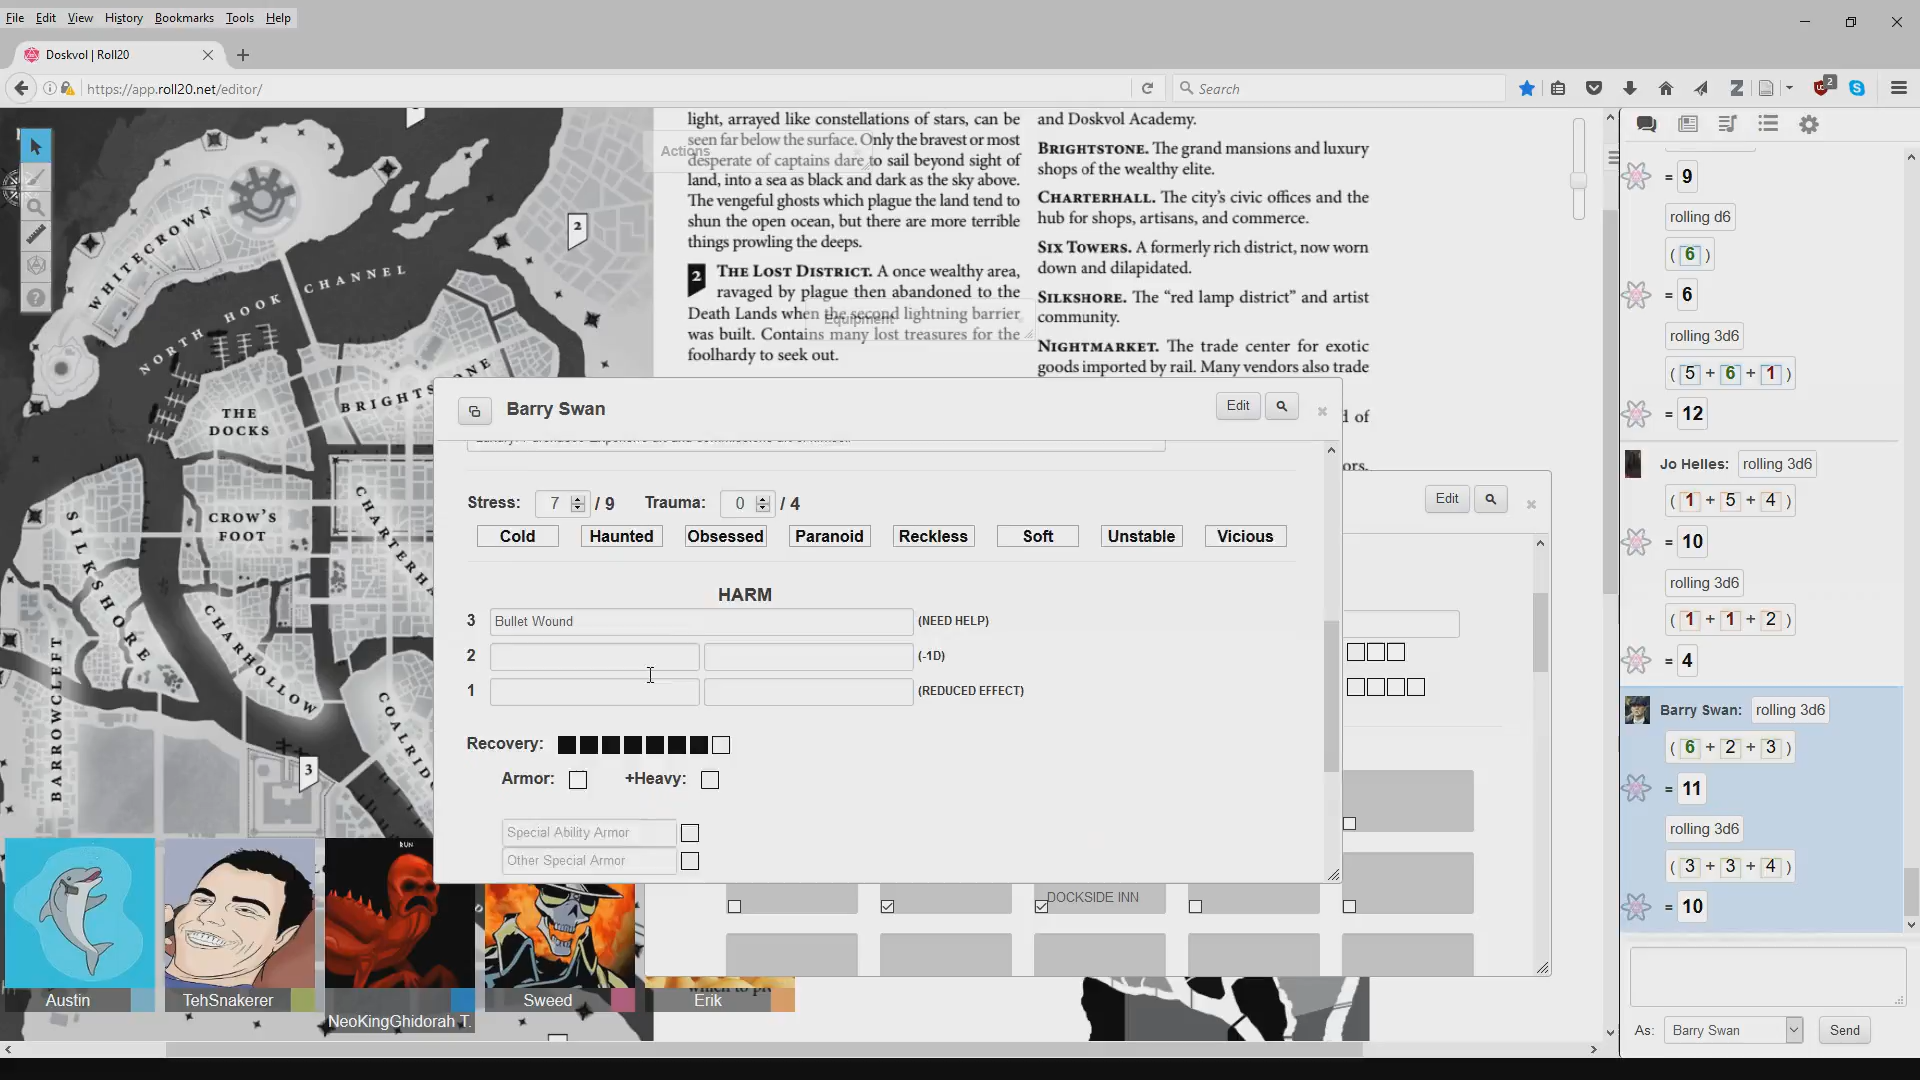 File Edit View History Bookmarks Tools Help
Doskvol | Roll20
https://app.roll20.net/editor/
Search
2
WHITECROWN
NORTH HOOK CHANNEL
BRIGHTSTONE
THE DOCKS
CROW'S FOOT
SILKSHORE
CHARTERHA
CHARHOLLOW
COALRID
BARROWCLEFT
2
3
light, arrayed like constellations of stars, can be
seen far below the surface. Only the bravest or most
Actions
desperate of captains dare to sail beyond sight of
land, into a sea as black and dark as the sky above.
The vengeful ghosts which plague the land tend to
shun the open ocean, but there are more terrible
things prowling the deeps.
2 THE LOST DISTRICT. A once wealthy area,
ravaged by plague then abandoned to the
Death Lands when the second lightning barrier
Equipment
was built. Contains many lost treasures for the
foolhardy to seek out.
and Doskvol Academy.
BRIGHTSTONE. The grand mansions and luxury
shops of the wealthy elite.
CHARTERHALL. The city's civic offices and the
hub for shops, artisans, and commerce.
SIX TOWERS. A formerly rich district, now worn
down and dilapidated.
SILKSHORE. The “red lamp district” and artist
community.
NIGHTMARKET. The trade center for exotic
goods imported by rail. Many vendors also trade
d of
ors.
Barry Swan
Edit
Stress: 7 / 9 Trauma: 0 / 4
Cold Haunted Obsessed Paranoid Reckless Soft Unstable Vicious
HARM
3 Bullet Wound (NEED HELP)
2 (-1D)
1 (REDUCED EFFECT)
Recovery:
Armor: +Heavy:
Special Ability Armor
Other Special Armor
Edit
DOCKSIDE INN
RUN
Austin
TehSnakerer
NeoKingGhidorah T.
Sweed
Erik
= 9
rolling d6
( 6 )
= 6
rolling 3d6
( 5 + 6 + 1 )
= 12
Jo Helles: rolling 3d6
( 1 + 5 + 4 )
= 10
rolling 3d6
( 1 + 1 + 2 )
= 4
Barry Swan: rolling 3d6
( 6 + 2 + 3 )
= 11
rolling 3d6
( 3 + 3 + 4 )
= 10
As: Barry Swan Send